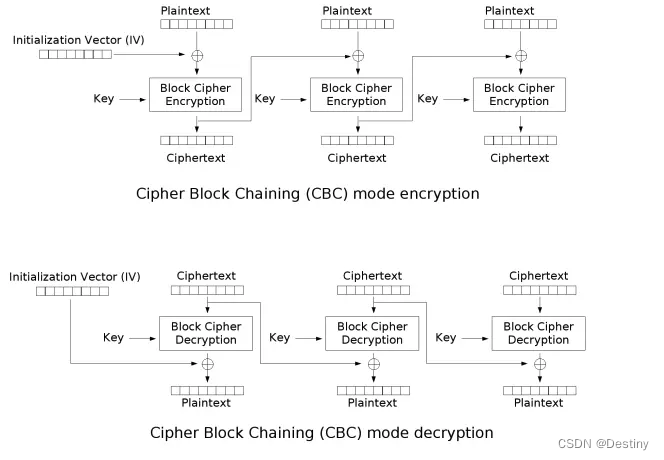 Plaintext Plaintext Plaintext
Initialization Vector (IV)
Key Block Cipher Encryption Key Block Cipher Encryption Key Block Cipher Encryption
Ciphertext Ciphertext Ciphertext
Cipher Block Chaining (CBC) mode encryption
Initialization Vector (IV) Ciphertext Ciphertext Ciphertext
Key Block Cipher Decryption Key Block Cipher Decryption Key Block Cipher Decryption
Plaintext Plaintext Plaintext
Cipher Block Chaining (CBC) mode decryption
CSDN @Destiny